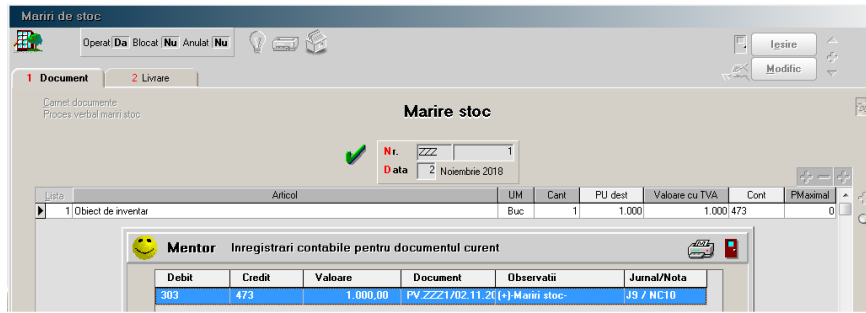 Mariri de stoc
Operat Da Blocat Nu Anulat Nu
Iesire
Modific
1 Document 2 Livrare
Carnet documente
Proces verbal mariri stoc
Marire stoc
Nr. ZZZ 1
Data 2 Noiembrie 2018
Lista Articol UM Cant PU dest Valoare cu TVA Cont PMaximal
1 Obiect de inventar Buc 1 1.000 1.000 473 0
Mentor Inregistrari contabile pentru documentul curent
Debit Credit Valoare Document Observatii Jurnal/Nota
303 473 1.000,00 PV.ZZZ1/02.11.20 (+)-Mariri stoc- J9 / NC10